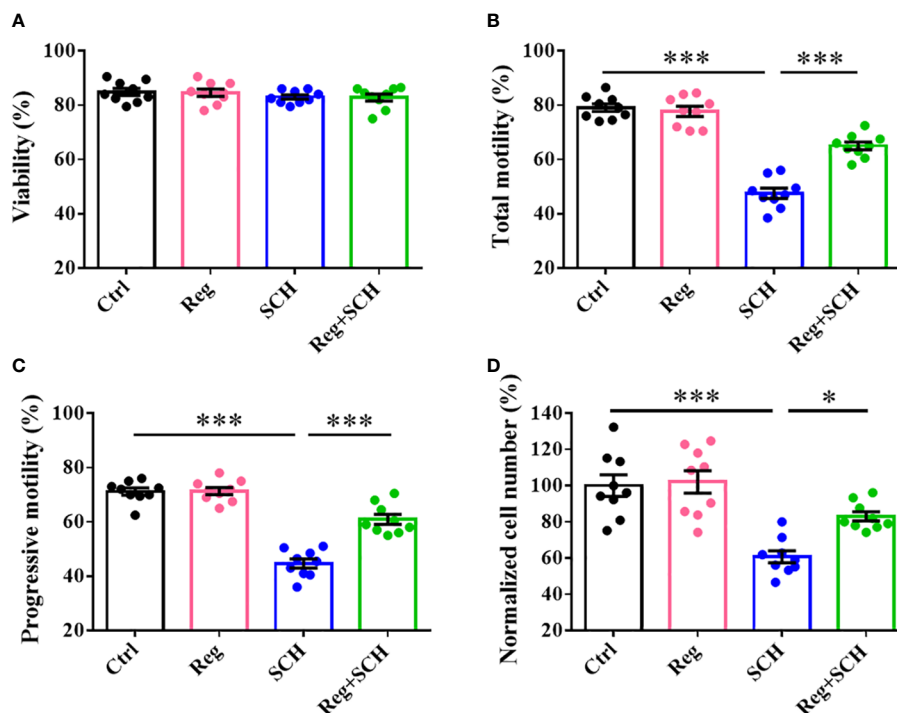 A
Viability (%)
100
80
60
40
20
Ctrl
Reg
SCH
Reg+SCH
B
Total motility (%)
100
80
60
40
20
***
***
Ctrl
Reg
SCH
Reg+SCH
C
Progressive motility (%)
100
80
60
40
20
***
***
Ctrl
Reg
SCH
Reg+SCH
D
Normalized cell number (%)
140
120
100
80
60
40
20
***
*
Ctrl
Reg
SCH
Reg+SCH